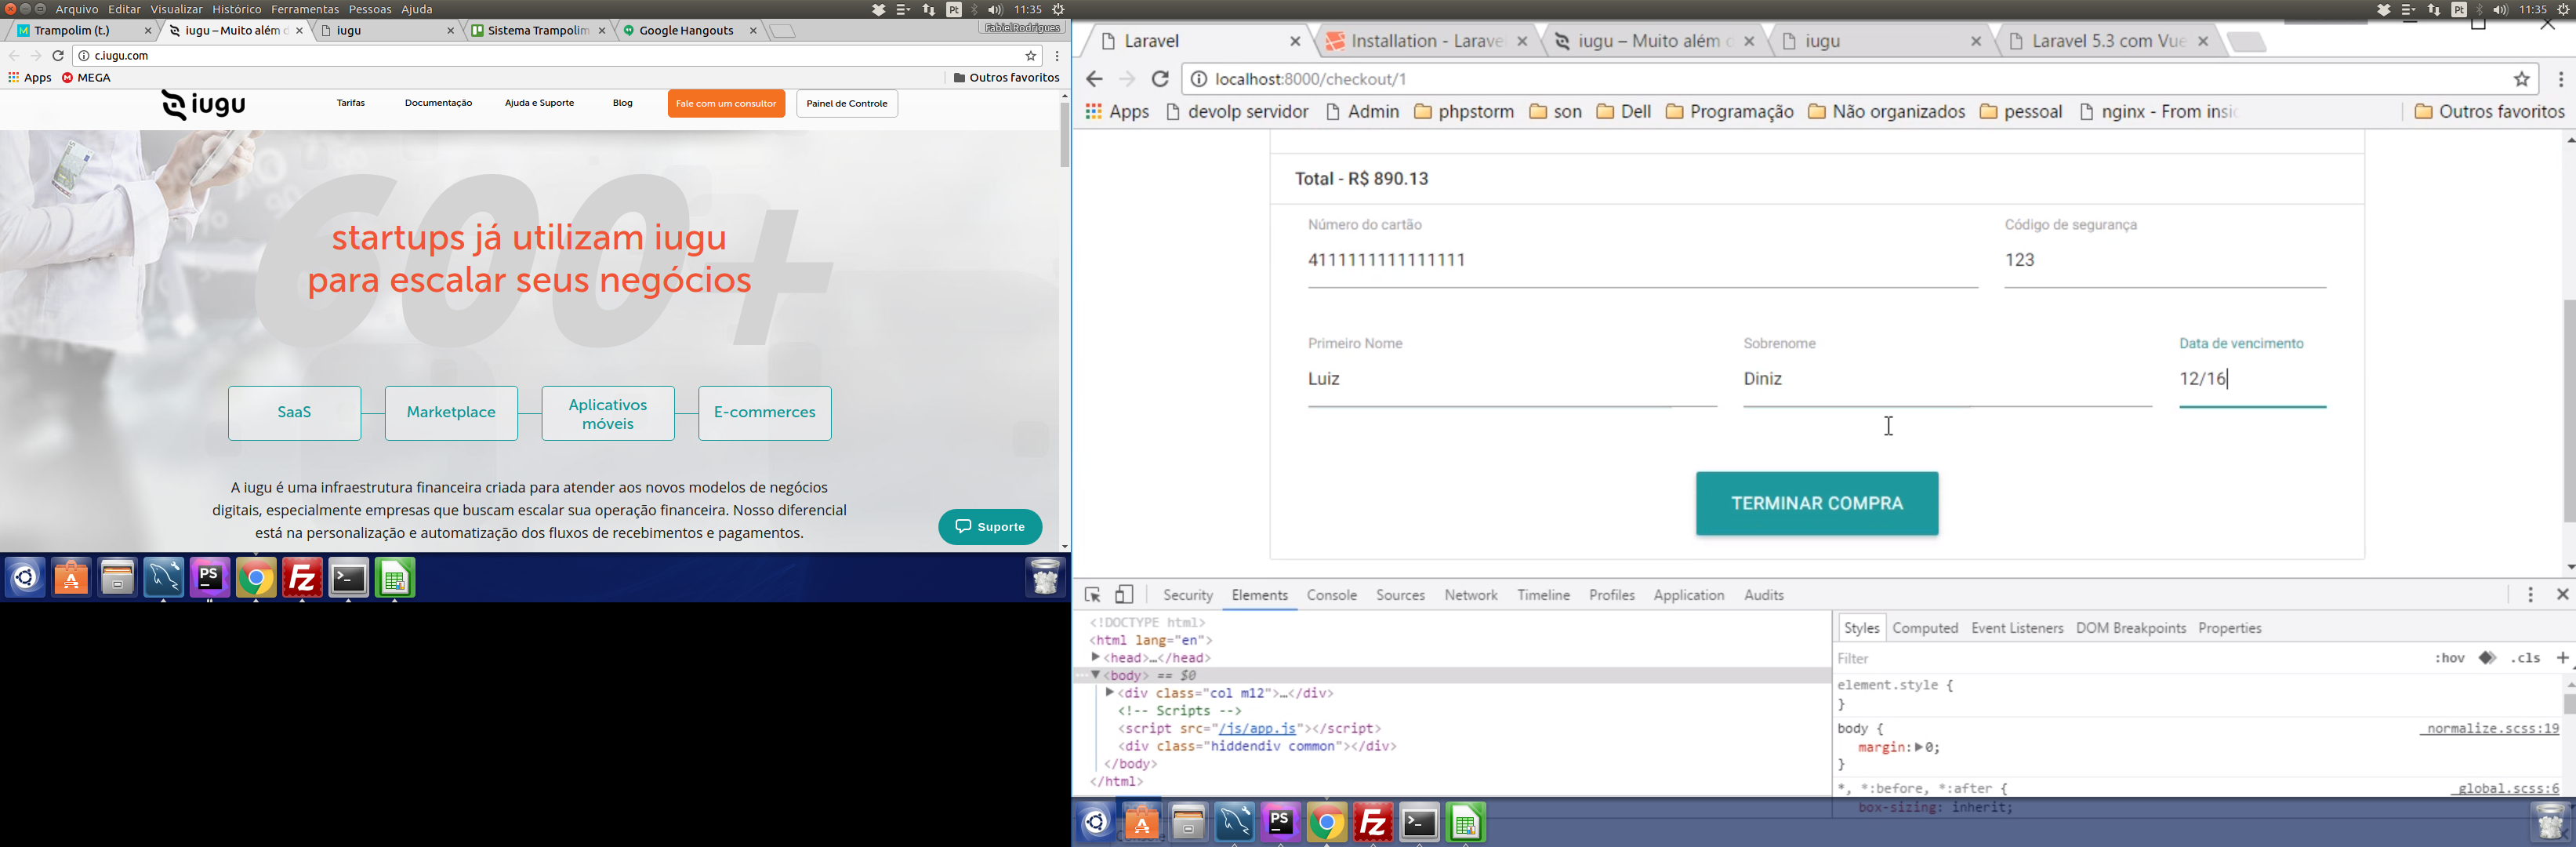 Arquivo Editar Visualizar Histórico Ferramentas Pessoas Ajuda
Pt 11:35
Trampolim (t.)
iugu – Muito além d
iugu
Sistema Trampolim
Google Hangouts
FabielRodrigues
c.iugu.com
Apps
MEGA
Outros favoritos
iugu
Tarifas
Documentação
Ajuda e Suporte
Blog
Fale com um consultor
Painel de Controle
600+
startups já utilizam iugu
para escalar seus negócios
SaaS
Marketplace
Aplicativos
móveis
E-commerces
A iugu é uma infraestrutura financeira criada para atender aos novos modelos de negócios
digitais, especialmente empresas que buscam escalar sua operação financeira. Nosso diferencial
está na personalização e automatização dos fluxos de recebimentos e pagamentos.
Suporte
PS
Fz
Pt 11:35
Laravel
Installation - Larave
iugu – Muito além d
iugu
Laravel 5.3 com Vue
localhost:8000/checkout/1
Apps
devolp servidor
Admin
phpstorm
son
Dell
Programação
Não organizados
pessoal
nginx - From insi
Outros favoritos
Total - R$ 890.13
Número do cartão
Código de segurança
4111111111111111
123
Primeiro Nome
Sobrenome
Data de vencimento
Luiz
Diniz
12/16
TERMINAR COMPRA
Security Elements Console Sources Network Timeline Profiles Application Audits
<!DOCTYPE html>
<html lang="en">
<head>…</head>
<body> == $0
<div class="col m12">…</div>
<!-- Scripts -->
<script src="/js/app.js"></script>
<div class="hiddendiv common"></div>
</body>
</html>
Styles Computed Event Listeners DOM Breakpoints Properties
Filter
:hov .cls +
element.style {
}
body { _normalize.scss:19
margin: 0;
}
*, *:before, *:after { _global.scss:6
box-sizing: inherit;
PS
Fz